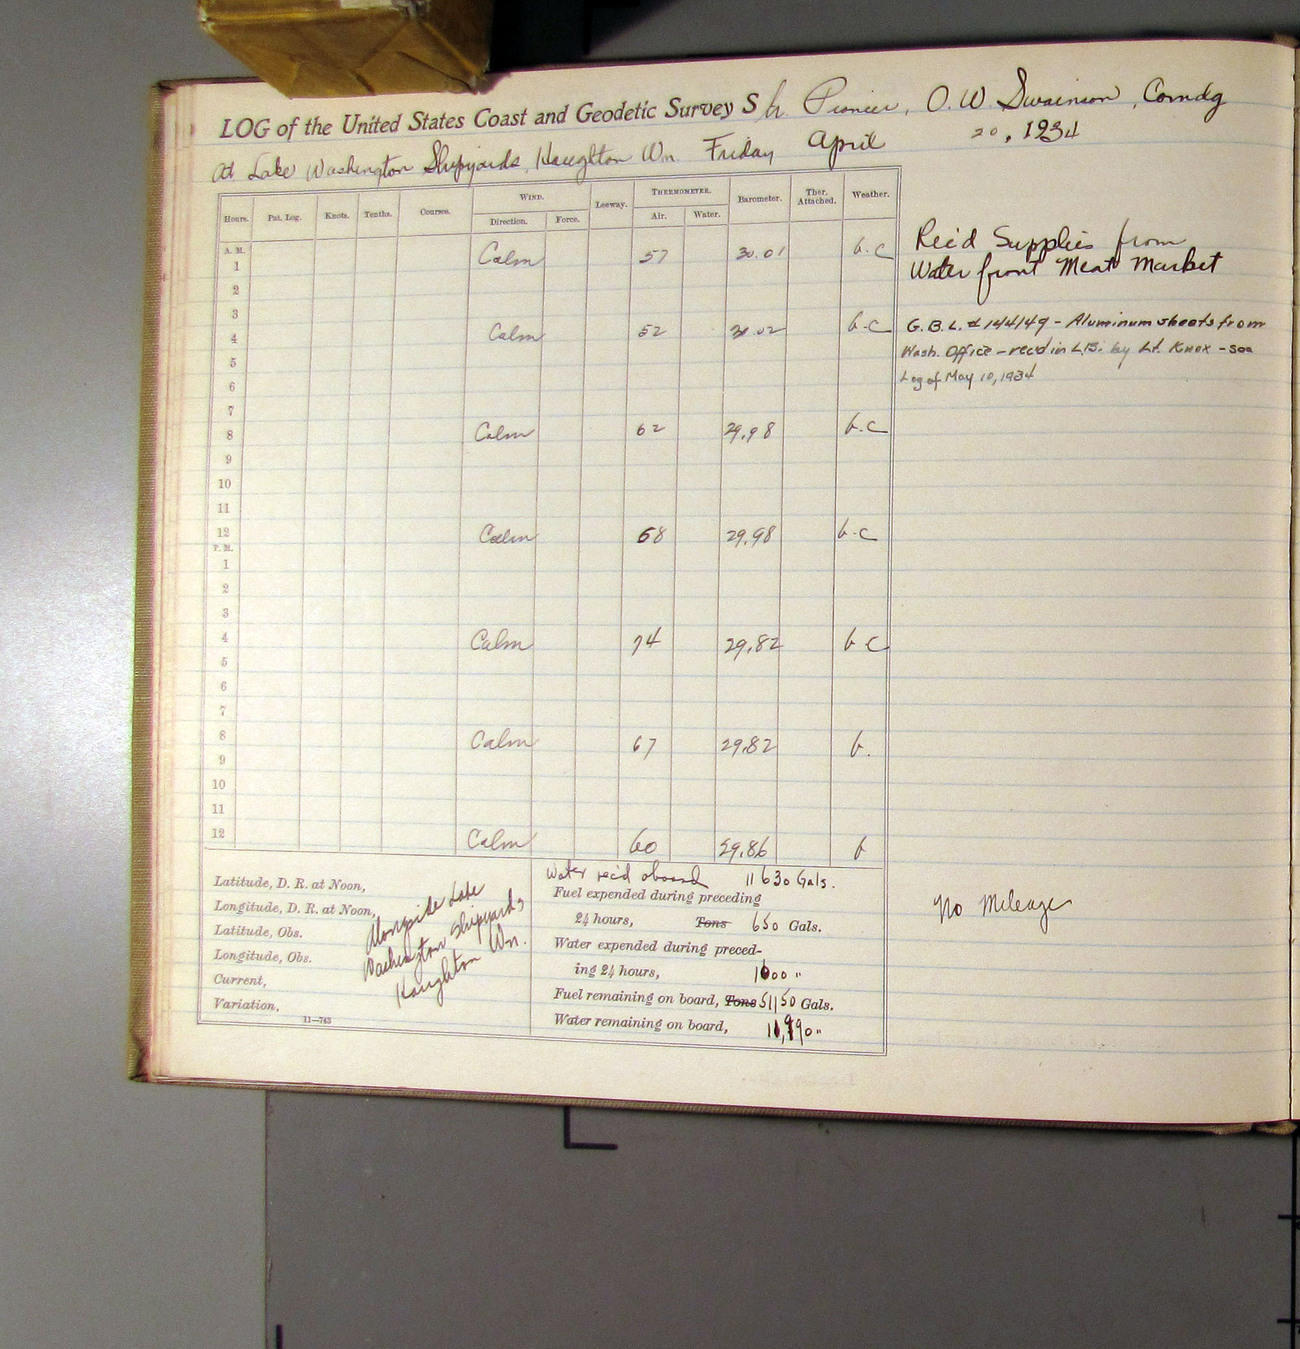 LOG of the United States Coast and Geodetic Survey Sh. Pioneer, O. W. Swainson, Comdg
At Lake Washington Shipyards, Houghton Wn. Friday April 20, 1934
Hours. Pat. Log. Knots. Tenths. Courses. WIND. Leeway. THERMOMETER. Barometer. Ther. Attached. Weather.
Direction. Force. Air. Water.
A. M.
1 Calm 57 30.01 b.c
2
3
4 Calm 52 30.02 b.c
5
6
7
8 Calm 62 29.98 b.c
9
10
11
12 Calm 68 29.98 b.c
P. M.
1
2
3
4 Calm 74 29.82 b c
5
6
7
8 Calm 67 29.82 b.
9
10
11
12 Calm 60 29.86 b
Rec'd Supplies from
Water front Meat Market
G.B.L. # 144149 - Aluminum sheets from
Wash. Office - rec'd in L.B. by Lt. Knox - see
Log of May 10, 1934
No Mileage
Latitude, D. R. at Noon,
Longitude, D. R. at Noon,
Latitude, Obs.
Longitude, Obs.
Current,
Variation,
Alongside Lake
Washington Shipyards
Houghton Wn.
11—763
Water rec'd aboard 11630 Gals.
Fuel expended during preceding
24 hours, Tons 650 Gals.
Water expended during preced-
ing 24 hours, 1600 "
Fuel remaining on board, Tons 51150 Gals.
Water remaining on board,